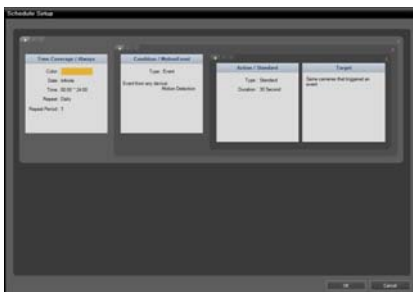 Schedule Setup
Time Coverage / Always
Color:
Date: Infinite
Time: 00:00 ~ 24:00
Repeat: Daily
Repeat Period: 1
Condition / MotionEvent
Type: Event
Event from any device:
Motion Detection
Action / Standard
Type: Standard
Duration: 30 Second
Target
Same cameras that triggered an
event.
OK
Cancel